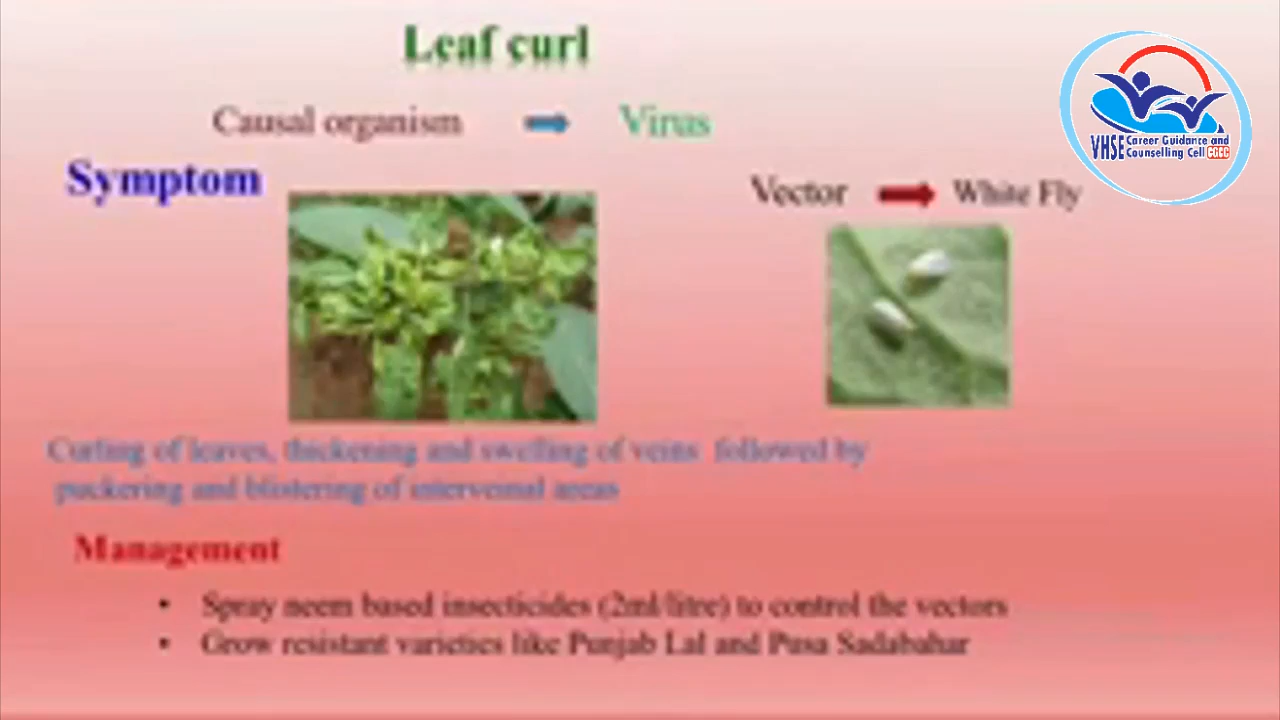 Leaf curl
Causal organism
Virus
Symptom
Vector
White Fly
VHSE Career Guidance and
Counselling Cell CGCC
Curling of leaves, thickening and swelling of veins followed by
puckering and blistering of interveinal areas
Management
• Spray neem based insecticides (2ml/litre) to control the vectors
• Grow resistant varieties like Punjab Lal and Pusa Sadabahar